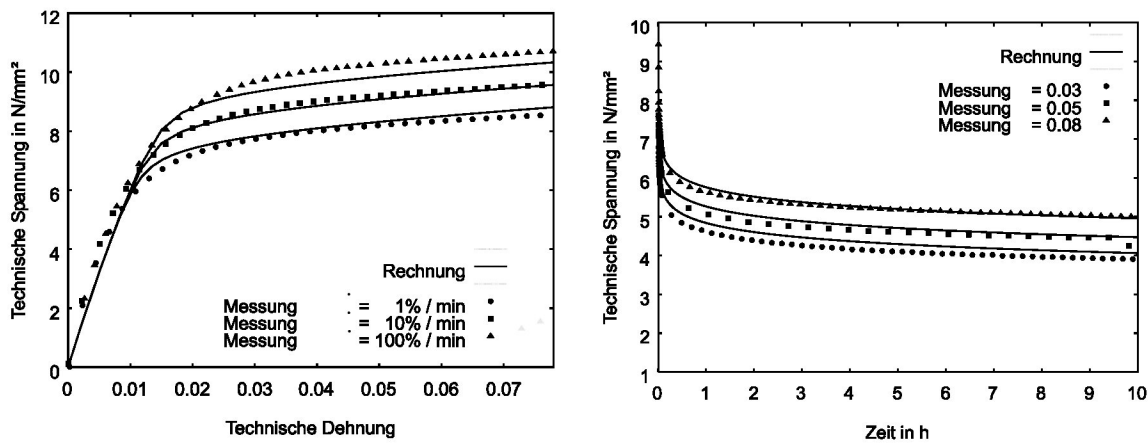 Technische Spannung in N/mm²
12
10
8
6
4
2
0
Rechnung
Messung = 1% / min
Messung = 10% / min
Messung = 100% / min
0 0.01 0.02 0.03 0.04 0.05 0.06 0.07
Technische Dehnung
Technische Spannung in N/mm²
10
9
8
7
6
5
4
3
2
1
Rechnung
Messung = 0.03
Messung = 0.05
Messung = 0.08
0 1 2 3 4 5 6 7 8 9 10
Zeit in h